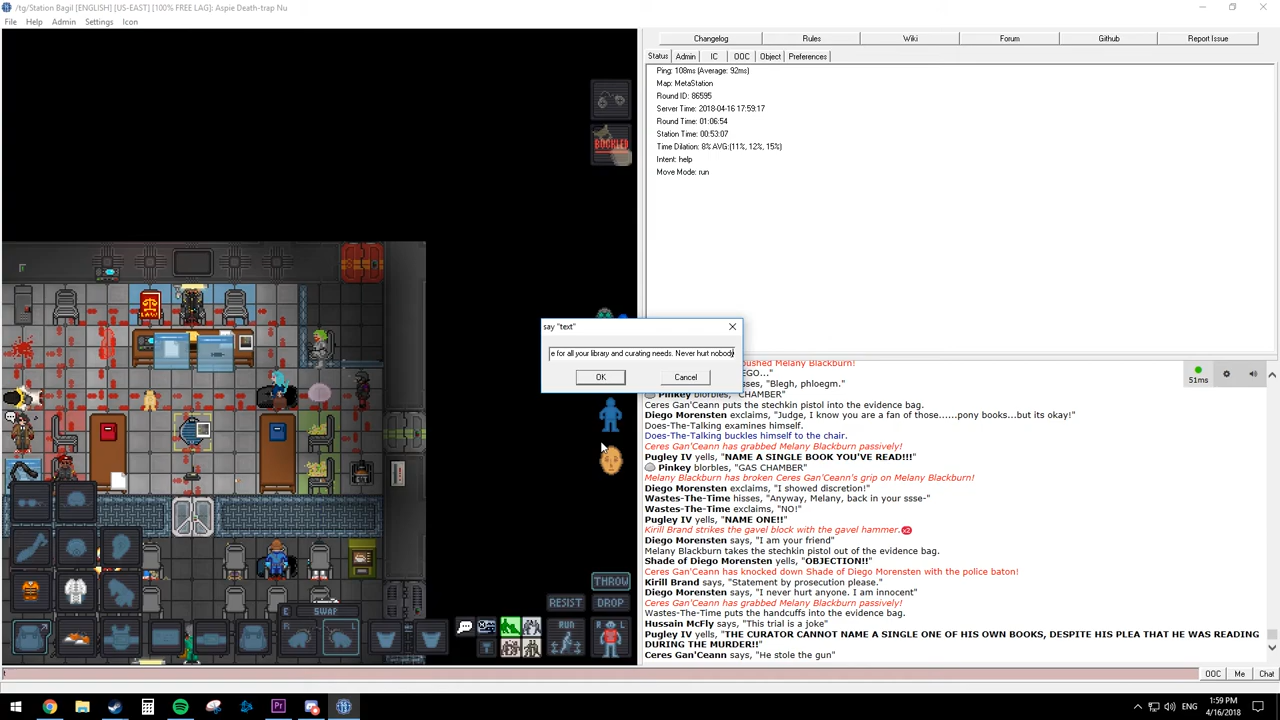 /tg/Station Bagil [ENGLISH] [US-EAST] [100% FREE LAG]: Aspie Death-trap Nu
File Help Admin Settings Icon
Changelog Rules Wiki Forum Github Report Issue
Status Admin IC OOC Object Preferences
Ping: 108ms (Average: 92ms)
Map: MetaStation
Round ID: 86595
Server Time: 2018-04-16 17:59:17
Round Time: 01:06:54
Station Time: 00:53:07
Time Dilation: 8% AVG:(11%, 12%, 15%)
Intent: help
Move Mode: run
BUCKLED
say "text"
e for all your library and curating needs. Never hurt nobody
OK Cancel
51ms
pushed Melany Blackburn!
EGO..."
sses, "Blegh, phloegm."
Pinkey blorbles, "CHAMBER"
Ceres Gan'Ceann puts the stechkin pistol into the evidence bag.
Diego Morensten exclaims, "Judge, I know you are a fan of those......pony books...but its okay!"
Does-The-Talking examines himself.
Does-The-Talking buckles himself to the chair.
Ceres Gan'Ceann has grabbed Melany Blackburn passively!
Pugley IV yells, "NAME A SINGLE BOOK YOU'VE READ!!!"
Pinkey blorbles, "GAS CHAMBER"
Melany Blackburn has broken Ceres Gan'Ceann's grip on Melany Blackburn!
Diego Morensten exclaims, "I showed discretion!"
Wastes-The-Time hisses, "Anyway, Melany, back in your ssse-"
Wastes-The-Time exclaims, "NO!"
Pugley IV yells, "NAME ONE!!"
Kirill Brand strikes the gavel block with the gavel hammer. x2
Diego Morensten says, "I am your friend"
Melany Blackburn takes the stechkin pistol out of the evidence bag.
Shade of Diego Morensten yells, "OBJECTION!!"
Ceres Gan'Ceann has knocked down Shade of Diego Morensten with the police baton!
Kirill Brand says, "Statement by prosecution please."
Diego Morensten says, "I never hurt anyone. I am innocent"
Ceres Gan'Ceann has grabbed Melany Blackburn passively!
Wastes-The-Time puts the handcuffs into the evidence bag.
Hussain McFly says, "This trial is a joke"
Pugley IV yells, "THE CURATOR CANNOT NAME A SINGLE ONE OF HIS OWN BOOKS, DESPITE HIS PLEA THAT HE WAS READING
DURING THE MURDER!!"
Ceres Gan'Ceann says, "He stole the gun"
THROW
RESIST DROP
E SWAP
R L RUN R L
OOC Me Chat
ENG 1:59 PM
4/16/2018